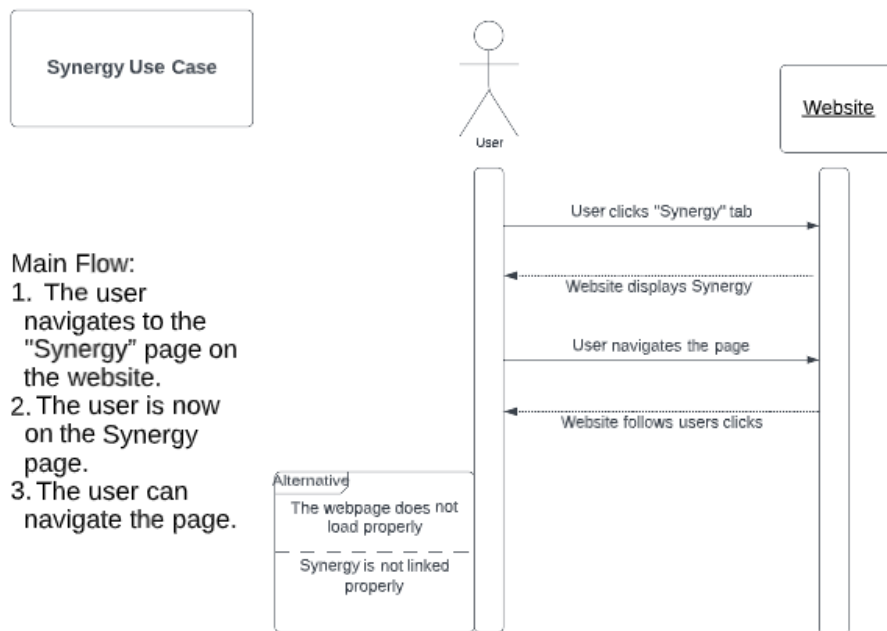 Synergy Use Case
User
Website
User clicks "Synergy" tab
Website displays Synergy
User navigates the page
Website follows users clicks
Main Flow:
1. The user
navigates to the
"Synergy" page on
the website.
2. The user is now
on the Synergy
page.
3. The user can
navigate the page.
Alternative
The webpage does not
load properly
Synergy is not linked
properly